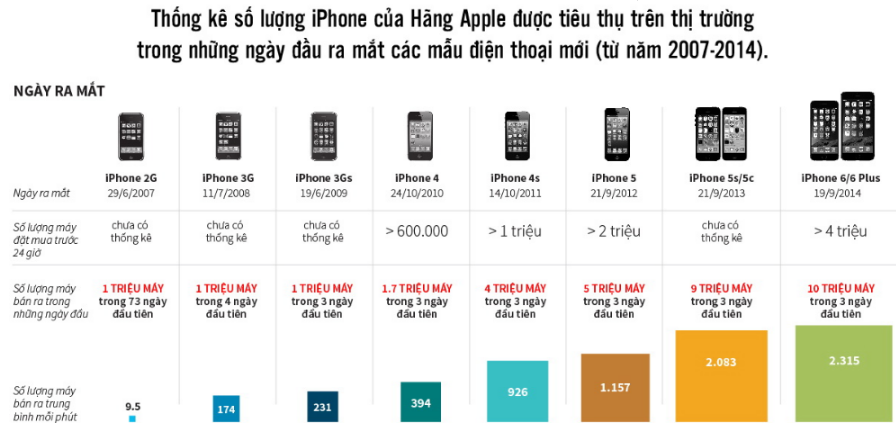 Thống kê số lượng iPhone của Hãng Apple được tiêu thụ trên thị trường
trong những ngày đầu ra mắt các mẫu điện thoại mới (từ năm 2007-2014).
NGÀY RA MẮT
iPhone 2G iPhone 3G iPhone 3Gs iPhone 4 iPhone 4s iPhone 5 iPhone 5s/5c iPhone 6/6 Plus
Ngày ra mắt 29/6/2007 11/7/2008 19/6/2009 24/10/2010 14/10/2011 21/9/2012 21/9/2013 19/9/2014
Số lượng máy
đặt mua trước
24 giờ
chưa có
thống kê
chưa có
thống kê
chưa có
thống kê
> 600.000
> 1 triệu
> 2 triệu
chưa có
thống kê
> 4 triệu
Số lượng máy
bán ra trong
những ngày đầu
1 TRIỆU MÁY
trong 73 ngày
đầu tiên
1 TRIỆU MÁY
trong 4 ngày
đầu tiên
1 TRIỆU MÁY
trong 3 ngày
đầu tiên
1.7 TRIỆU MÁY
trong 3 ngày
đầu tiên
4 TRIỆU MÁY
trong 3 ngày
đầu tiên
5 TRIỆU MÁY
trong 3 ngày
đầu tiên
9 TRIỆU MÁY
trong 3 ngày
đầu tiên
10 TRIỆU MÁY
trong 3 ngày
đầu tiên
Số lượng máy
bán ra trung
bình mỗi phút
9.5
174
231
394
926
1.157
2.083
2.315